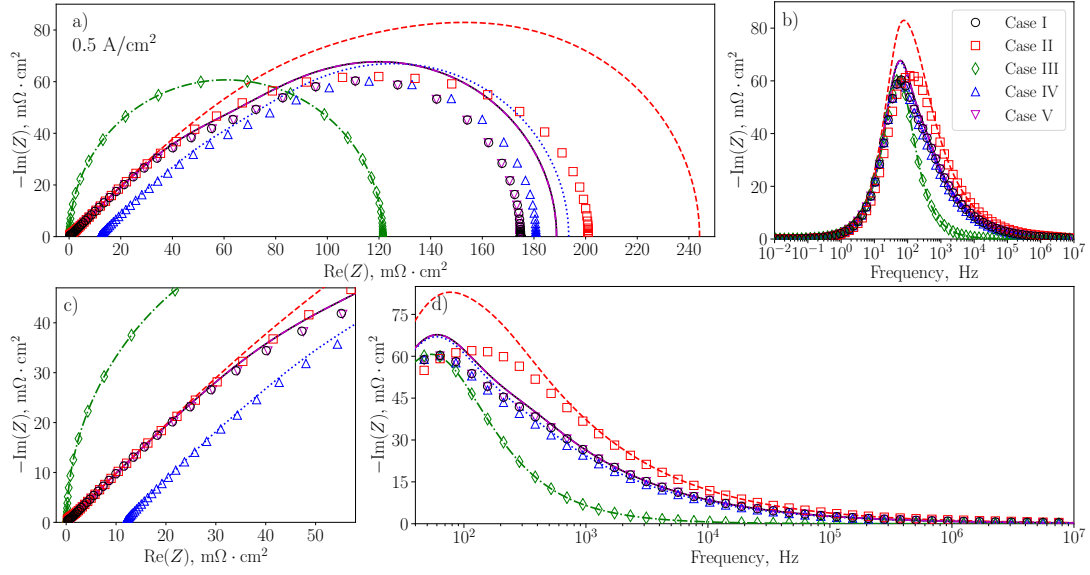 a)
0.5 A/cm²
−Im(Z), mΩ · cm²
80
60
40
20
0
0 20 40 60 80 100 120 140 160 180 200 220 240
Re(Z), mΩ · cm²
b)
−Im(Z), mΩ · cm²
80
60
40
20
0
10⁻² 10⁻¹ 10⁰ 10¹ 10² 10³ 10⁴ 10⁵ 10⁶ 10⁷
Frequency, Hz
Case I
Case II
Case III
Case IV
Case V
c)
−Im(Z), mΩ · cm²
40
30
20
10
0
0 10 20 30 40 50
Re(Z), mΩ · cm²
d)
−Im(Z), mΩ · cm²
75
60
45
30
15
0
10² 10³ 10⁴ 10⁵ 10⁶ 10⁷
Frequency, Hz